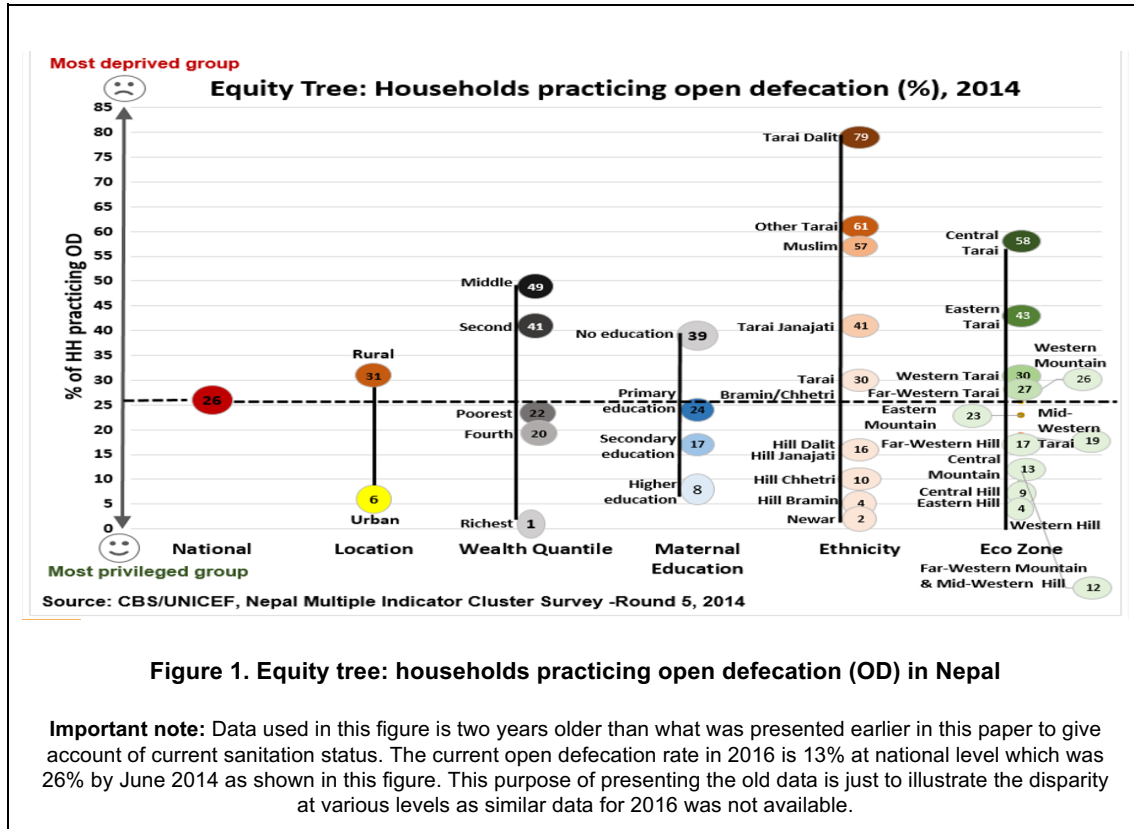 Most deprived group
Equity Tree: Households practicing open defecation (%), 2014
% of HH practicing OD
85
80
75
70
65
60
55
50
45
40
35
30
25
20
15
10
5
0
26
National
Rural
31
6
Urban
Location
Middle
49
Second
41
Poorest
22
Fourth
20
Richest
1
Wealth Quantile
No education
39
Primary
education
24
Secondary
education
17
Higher
education
8
Maternal
Education
Tarai Dalit
79
Other Tarai
61
Muslim
57
Tarai Janajati
41
Tarai
Bramin/Chhetri
30
Hill Dalit
Hill Janajati
16
Hill Chhetri
10
Hill Bramin
4
Newar
2
Ethnicity
Central
Tarai
58
Eastern
Tarai
43
Western
Mountain
26
Western Tarai
30
Far-Western Tarai
27
Eastern
Mountain
23
Mid-
Western
Tarai
19
Far-Western Hill
17
Central
Mountain
13
Central Hill
9
Eastern Hill
4
Western Hill
Eco Zone
Far-Western Mountain
& Mid-Western Hill
12
Most privileged group
Source: CBS/UNICEF, Nepal Multiple Indicator Cluster Survey -Round 5, 2014
Figure 1. Equity tree: households practicing open defecation (OD) in Nepal
Important note: Data used in this figure is two years older than what was presented earlier in this paper to give
account of current sanitation status. The current open defecation rate in 2016 is 13% at national level which was
26% by June 2014 as shown in this figure. This purpose of presenting the old data is just to illustrate the disparity
at various levels as similar data for 2016 was not available.